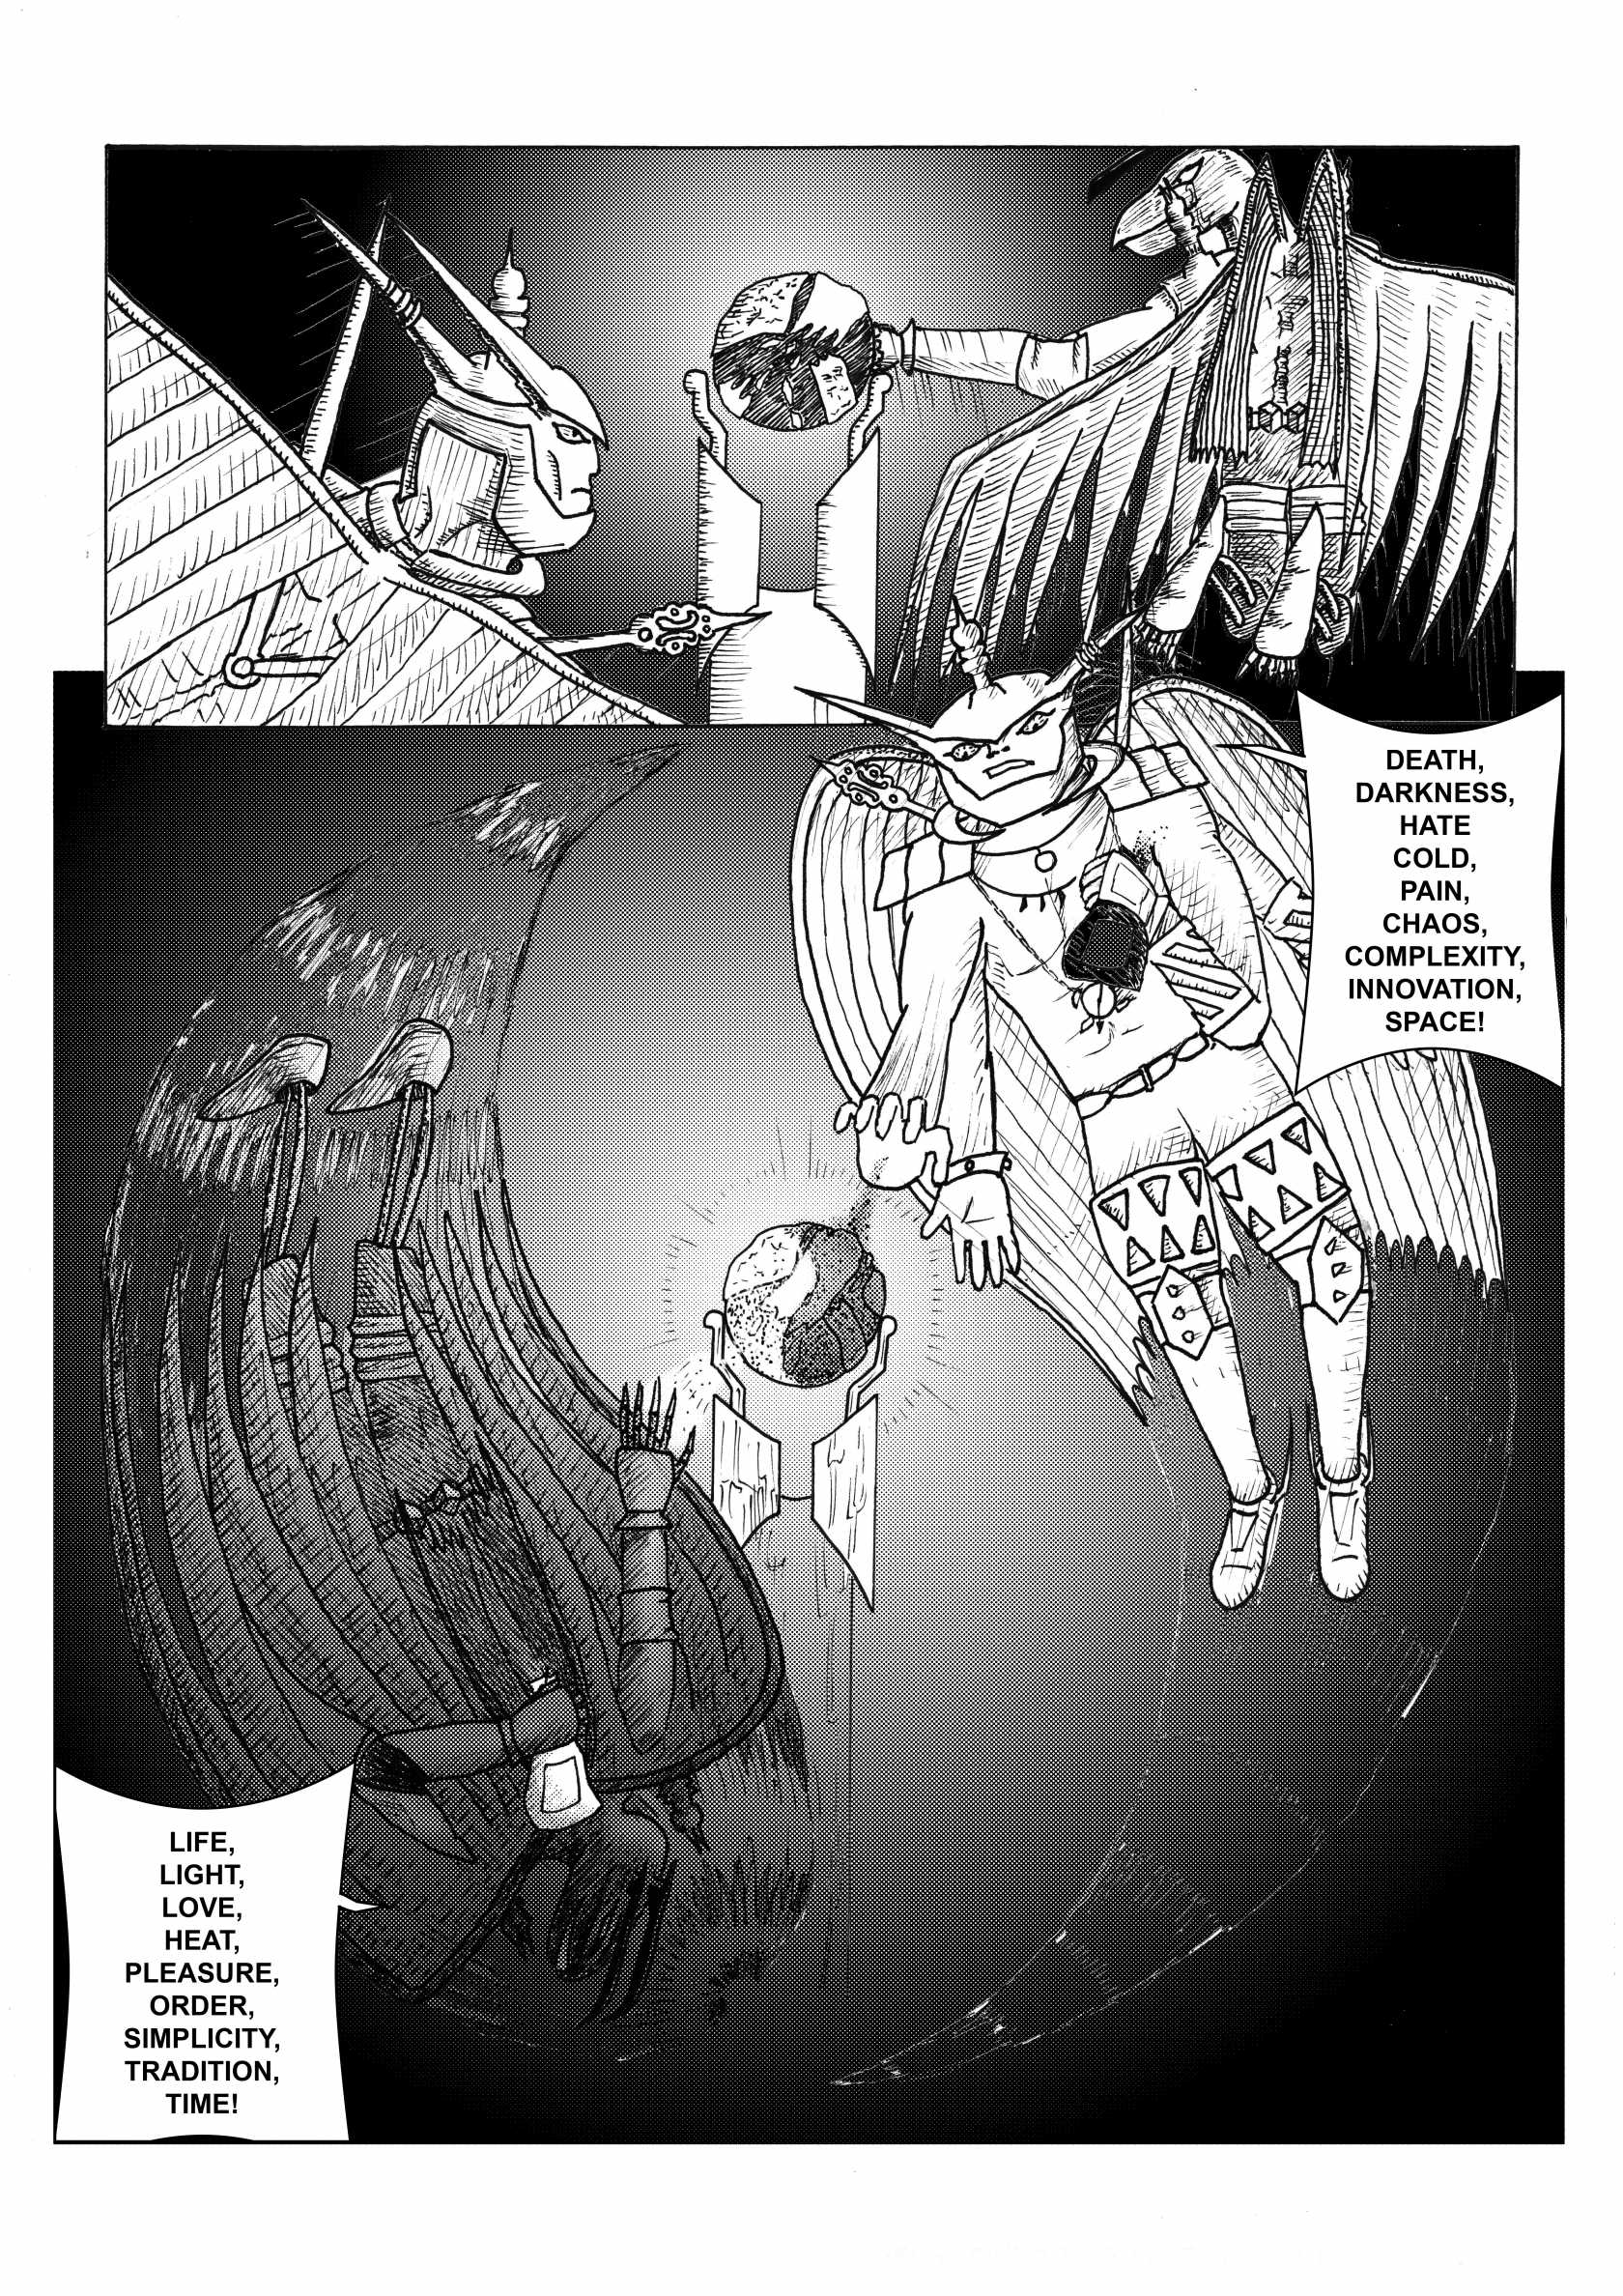 DEATH,
DARKNESS,
HATE
COLD,
PAIN,
CHAOS,
COMPLEXITY,
INNOVATION,
SPACE!
LIFE,
LIGHT,
LOVE,
HEAT,
PLEASURE,
ORDER,
SIMPLICITY,
TRADITION,
TIME!